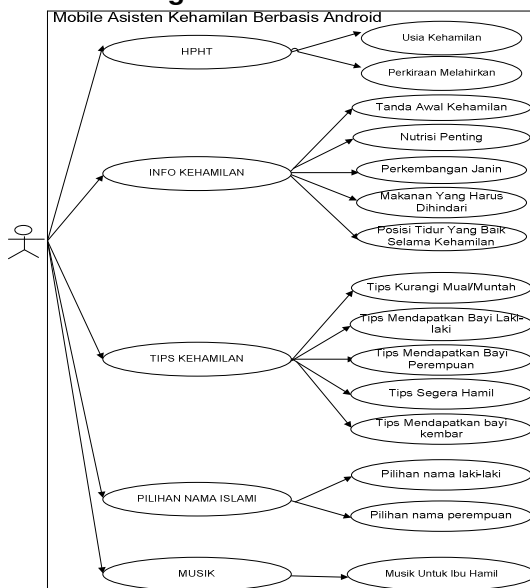 Mobile Asisten Kehamilan Berbasis Android
HPHT
Usia Kehamilan
Perkiraan Melahirkan
INFO KEHAMILAN
Tanda Awal Kehamilan
Nutrisi Penting
Perkembangan Janin
Makanan Yang Harus
Dihindari
Posisi Tidur Yang Baik
Selama Kehamilan
TIPS KEHAMILAN
Tips Kurangi Mual/Muntah
Tips Mendapatkan Bayi Laki-
laki
Tips Mendapatkan Bayi
Perempuan
Tips Segera Hamil
Tips Mendapatkan bayi
kembar
PILIHAN NAMA ISLAMI
Pilihan nama laki-laki
Pilihan nama perempuan
MUSIK
Musik Untuk Ibu Hamil